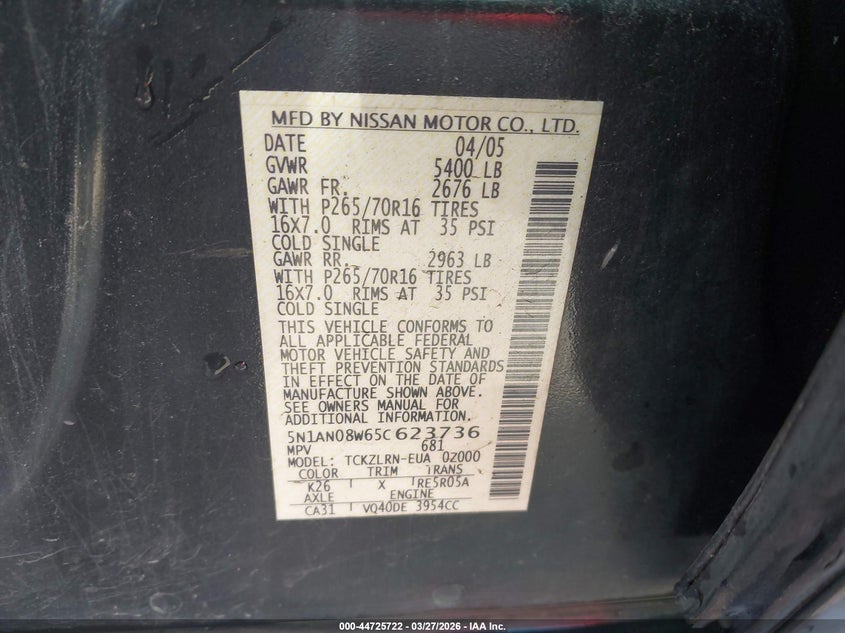 MFD BY NISSAN MOTOR CO., LTD.
DATE 04/05
GVWR 5400 LB
GAWR FR. 2676 LB
WITH P265/70R16 TIRES
16X7.0 RIMS AT 35 PSI
COLD SINGLE
GAWR RR. 2963 LB
WITH P265/70R16 TIRES
16X7.0 RIMS AT 35 PSI
COLD SINGLE
THIS VEHICLE CONFORMS TO
ALL APPLICABLE FEDERAL
MOTOR VEHICLE SAFETY AND
THEFT PREVENTION STANDARDS
IN EFFECT ON THE DATE OF
MANUFACTURE SHOWN ABOVE.
SEE OWNERS MANUAL FOR
ADDITIONAL INFORMATION.
5N1AN08W65C623736
MPV 681
MODEL: TCKZLRN-EUA 0Z000
COLOR TRIM TRANS
K26 X RE5R05A
AXLE ENGINE
CA31 VQ40DE 3954CC
000-44725722 — 03/27/2026 — IAA Inc.